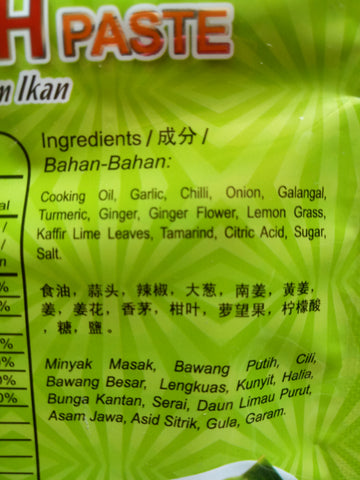 H PASTE
m Ikan
Ingredients / 成分 /
Bahan-Bahan:
Cooking Oil, Garlic, Chilli, Onion, Galangal,
Turmeric, Ginger, Ginger Flower, Lemon Grass,
Kaffir Lime Leaves, Tamarind, Citric Acid, Sugar,
Salt.
食油，蒜头，辣椒，大葱，南姜，黄姜，
姜，姜花，香茅，柑叶，萝望果，柠檬酸
，糖，鹽。
Minyak Masak, Bawang Putih, Cili,
Bawang Besar, Lengkuas, Kunyit, Halia,
Bunga Kantan, Serai, Daun Limau Purut,
Asam Jawa, Asid Sitrik, Gula, Garam.